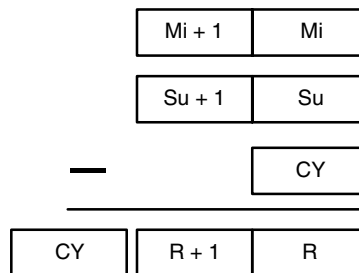 Mi + 1 Mi
Su + 1 Su
— CY
CY R + 1 R